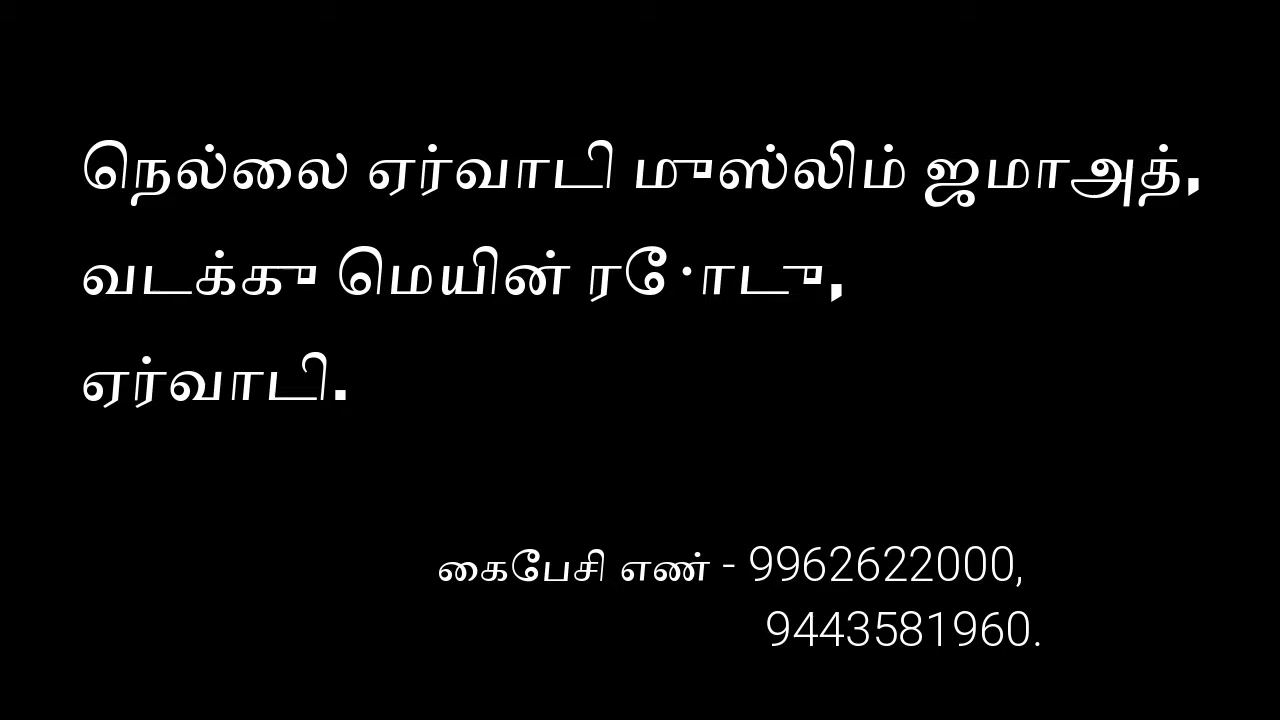 நெல்லை ஏர்வாடி முஸ்லிம் ஜமாஅத்,
வடக்கு மெயின் ரோடு,
ஏர்வாடி.
கைபேசி எண் - 9962622000,
9443581960.